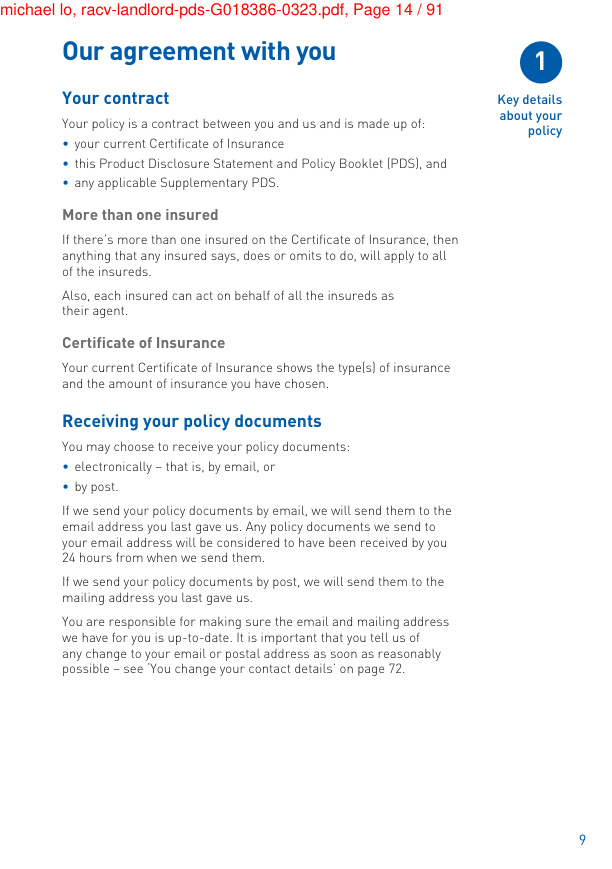 michael lo, racv-landlord-pds-G018386-0323.pdf, Page 14 / 91
Our agreement with you
1
Key details
about your
policy
Your contract
Your policy is a contract between you and us and is made up of:
• your current Certificate of Insurance
• this Product Disclosure Statement and Policy Booklet (PDS), and
• any applicable Supplementary PDS.
More than one insured
If there's more than one insured on the Certificate of Insurance, then
anything that any insured says, does or omits to do, will apply to all
of the insureds.
Also, each insured can act on behalf of all the insureds as
their agent.
Certificate of Insurance
Your current Certificate of Insurance shows the type(s) of insurance
and the amount of insurance you have chosen.
Receiving your policy documents
You may choose to receive your policy documents:
• electronically – that is, by email, or
• by post.
If we send your policy documents by email, we will send them to the
email address you last gave us. Any policy documents we send to
your email address will be considered to have been received by you
24 hours from when we send them.
If we send your policy documents by post, we will send them to the
mailing address you last gave us.
You are responsible for making sure the email and mailing address
we have for you is up-to-date. It is important that you tell us of
any change to your email or postal address as soon as reasonably
possible – see 'You change your contact details' on page 72.
9